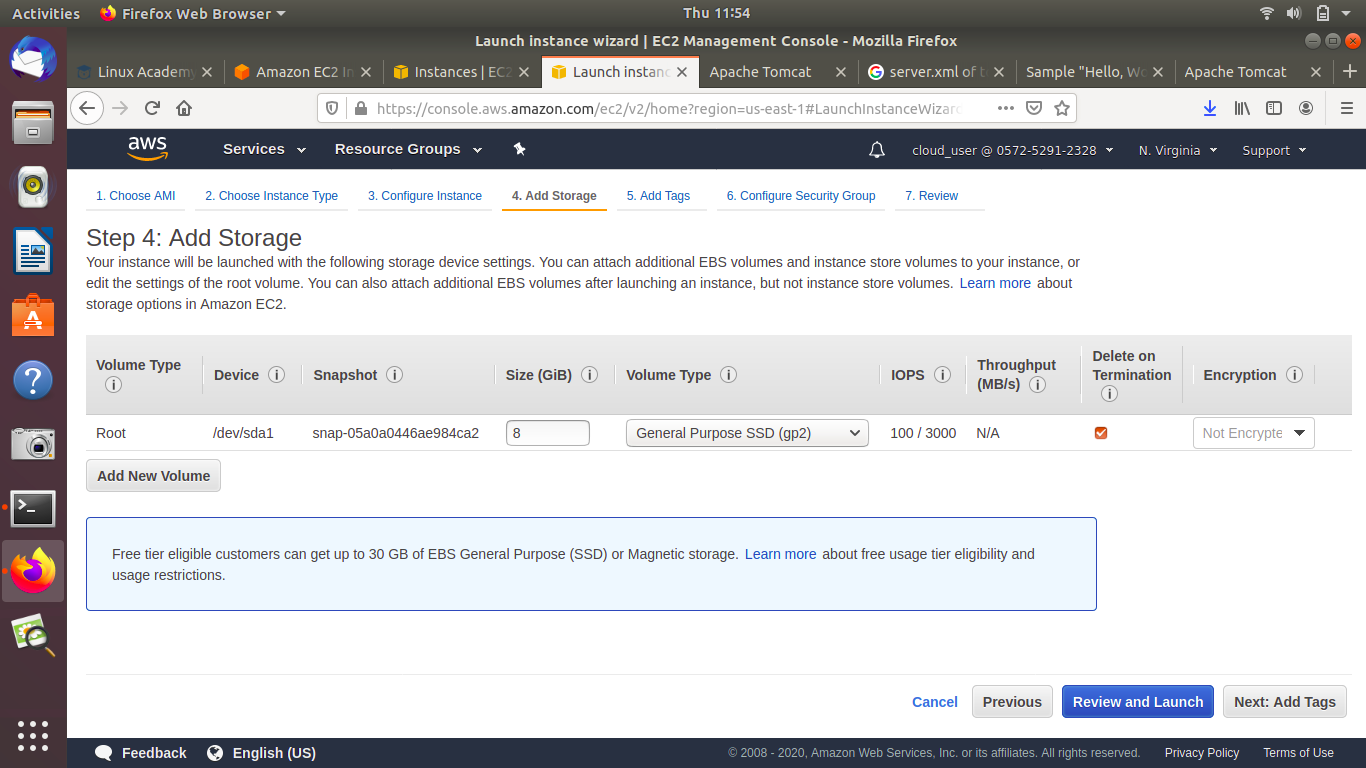 Activities
Firefox Web Browser
Thu 11:54
Launch instance wizard | EC2 Management Console - Mozilla Firefox
Linux Academy
Amazon EC2 In
Instances | EC2
Launch instanc
Apache Tomcat
server.xml of t
Sample "Hello, Wo
Apache Tomcat
https://console.aws.amazon.com/ec2/v2/home?region=us-east-1#LaunchInstanceWizard
aws
Services
Resource Groups
cloud_user @ 0572-5291-2328
N. Virginia
Support
1. Choose AMI
2. Choose Instance Type
3. Configure Instance
4. Add Storage
5. Add Tags
6. Configure Security Group
7. Review
Step 4: Add Storage
Your instance will be launched with the following storage device settings. You can attach additional EBS volumes and instance store volumes to your instance, or
edit the settings of the root volume. You can also attach additional EBS volumes after launching an instance, but not instance store volumes. Learn more about
storage options in Amazon EC2.
Volume Type
Device
Snapshot
Size (GiB)
Volume Type
IOPS
Throughput
(MB/s)
Delete on
Termination
Encryption
Root
/dev/sda1
snap-05a0a0446ae984ca2
8
General Purpose SSD (gp2)
100 / 3000
N/A
Not Encrypte
Add New Volume
Free tier eligible customers can get up to 30 GB of EBS General Purpose (SSD) or Magnetic storage. Learn more about free usage tier eligibility and
usage restrictions.
Cancel
Previous
Review and Launch
Next: Add Tags
Feedback
English (US)
© 2008 - 2020, Amazon Web Services, Inc. or its affiliates. All rights reserved.
Privacy Policy
Terms of Use